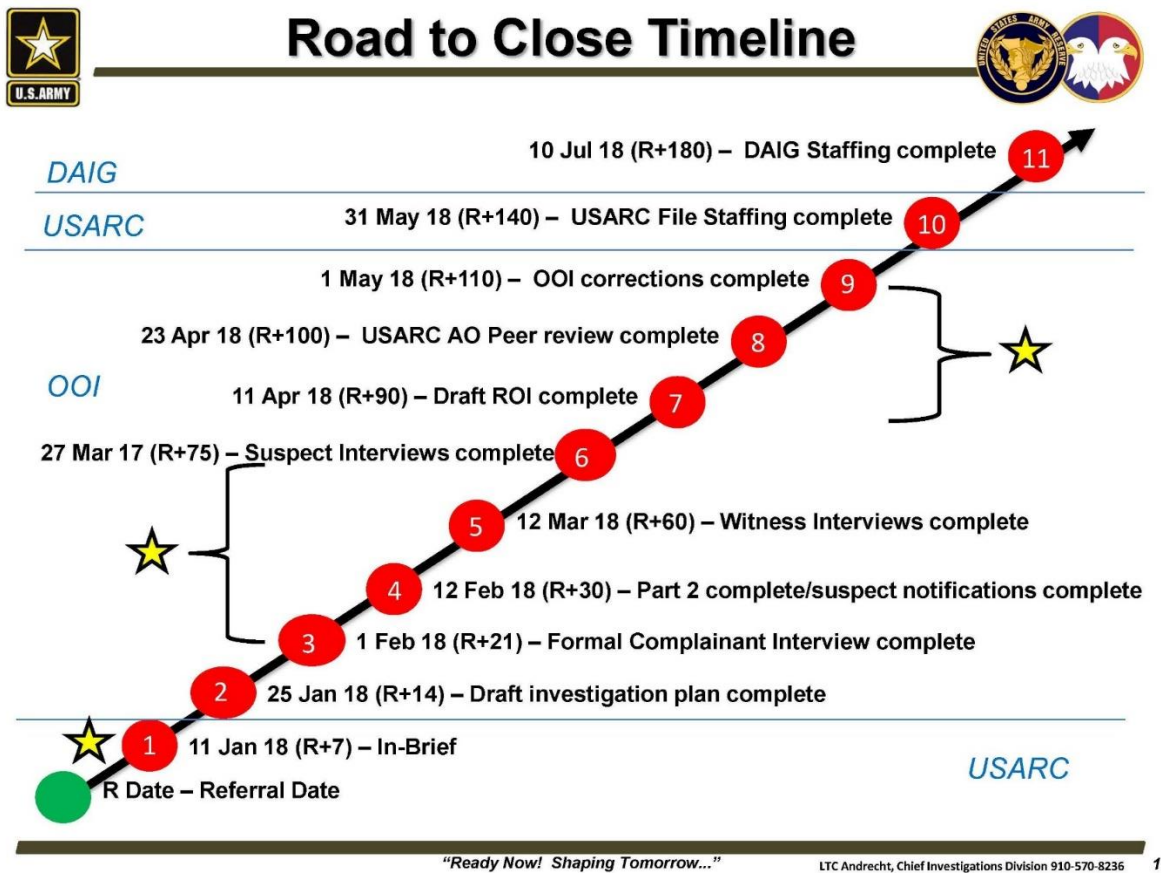 Road to Close Timeline
U.S.ARMY
UNITED STATES ARMY RESERVE
10 Jul 18 (R+180) – DAIG Staffing complete
11
DAIG
31 May 18 (R+140) – USARC File Staffing complete
10
USARC
1 May 18 (R+110) – OOI corrections complete
9
23 Apr 18 (R+100) – USARC AO Peer review complete
8
OOI
11 Apr 18 (R+90) – Draft ROI complete
7
27 Mar 17 (R+75) – Suspect Interviews complete
6
5
12 Mar 18 (R+60) – Witness Interviews complete
4
12 Feb 18 (R+30) – Part 2 complete/suspect notifications complete
3
1 Feb 18 (R+21) – Formal Complainant Interview complete
2
25 Jan 18 (R+14) – Draft investigation plan complete
1
11 Jan 18 (R+7) – In-Brief
USARC
R Date – Referral Date
“Ready Now!  Shaping Tomorrow...”
LTC Andrecht, Chief Investigations Division 910-570-8236
1